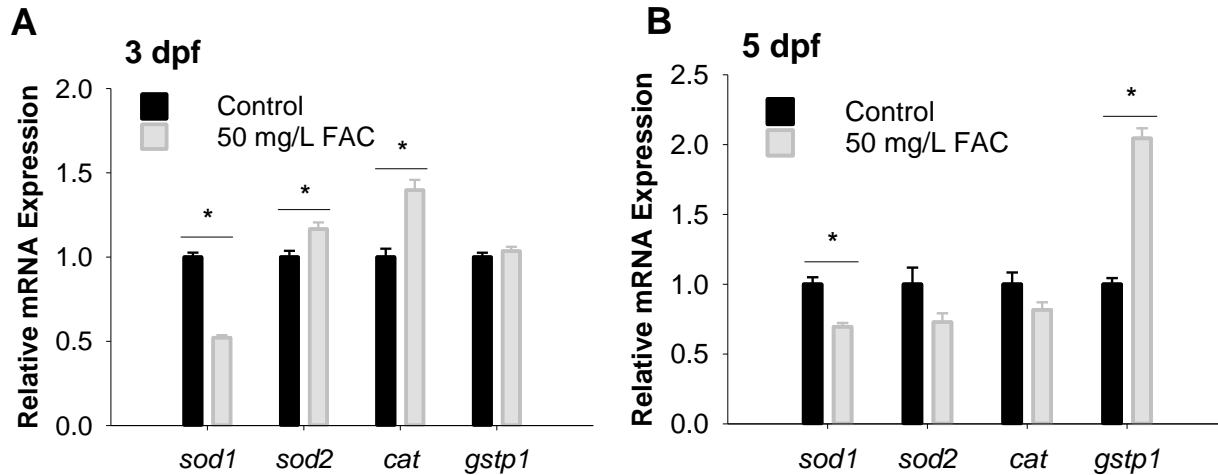 A
3 dpf
Control
50 mg/L FAC
Relative mRNA Expression
2.0
1.5
1.0
0.5
0.0
*
*
*
sod1 sod2 cat gstp1
B
5 dpf
Control
50 mg/L FAC
Relative mRNA Expression
2.5
2.0
1.5
1.0
0.5
0.0
*
*
sod1 sod2 cat gstp1